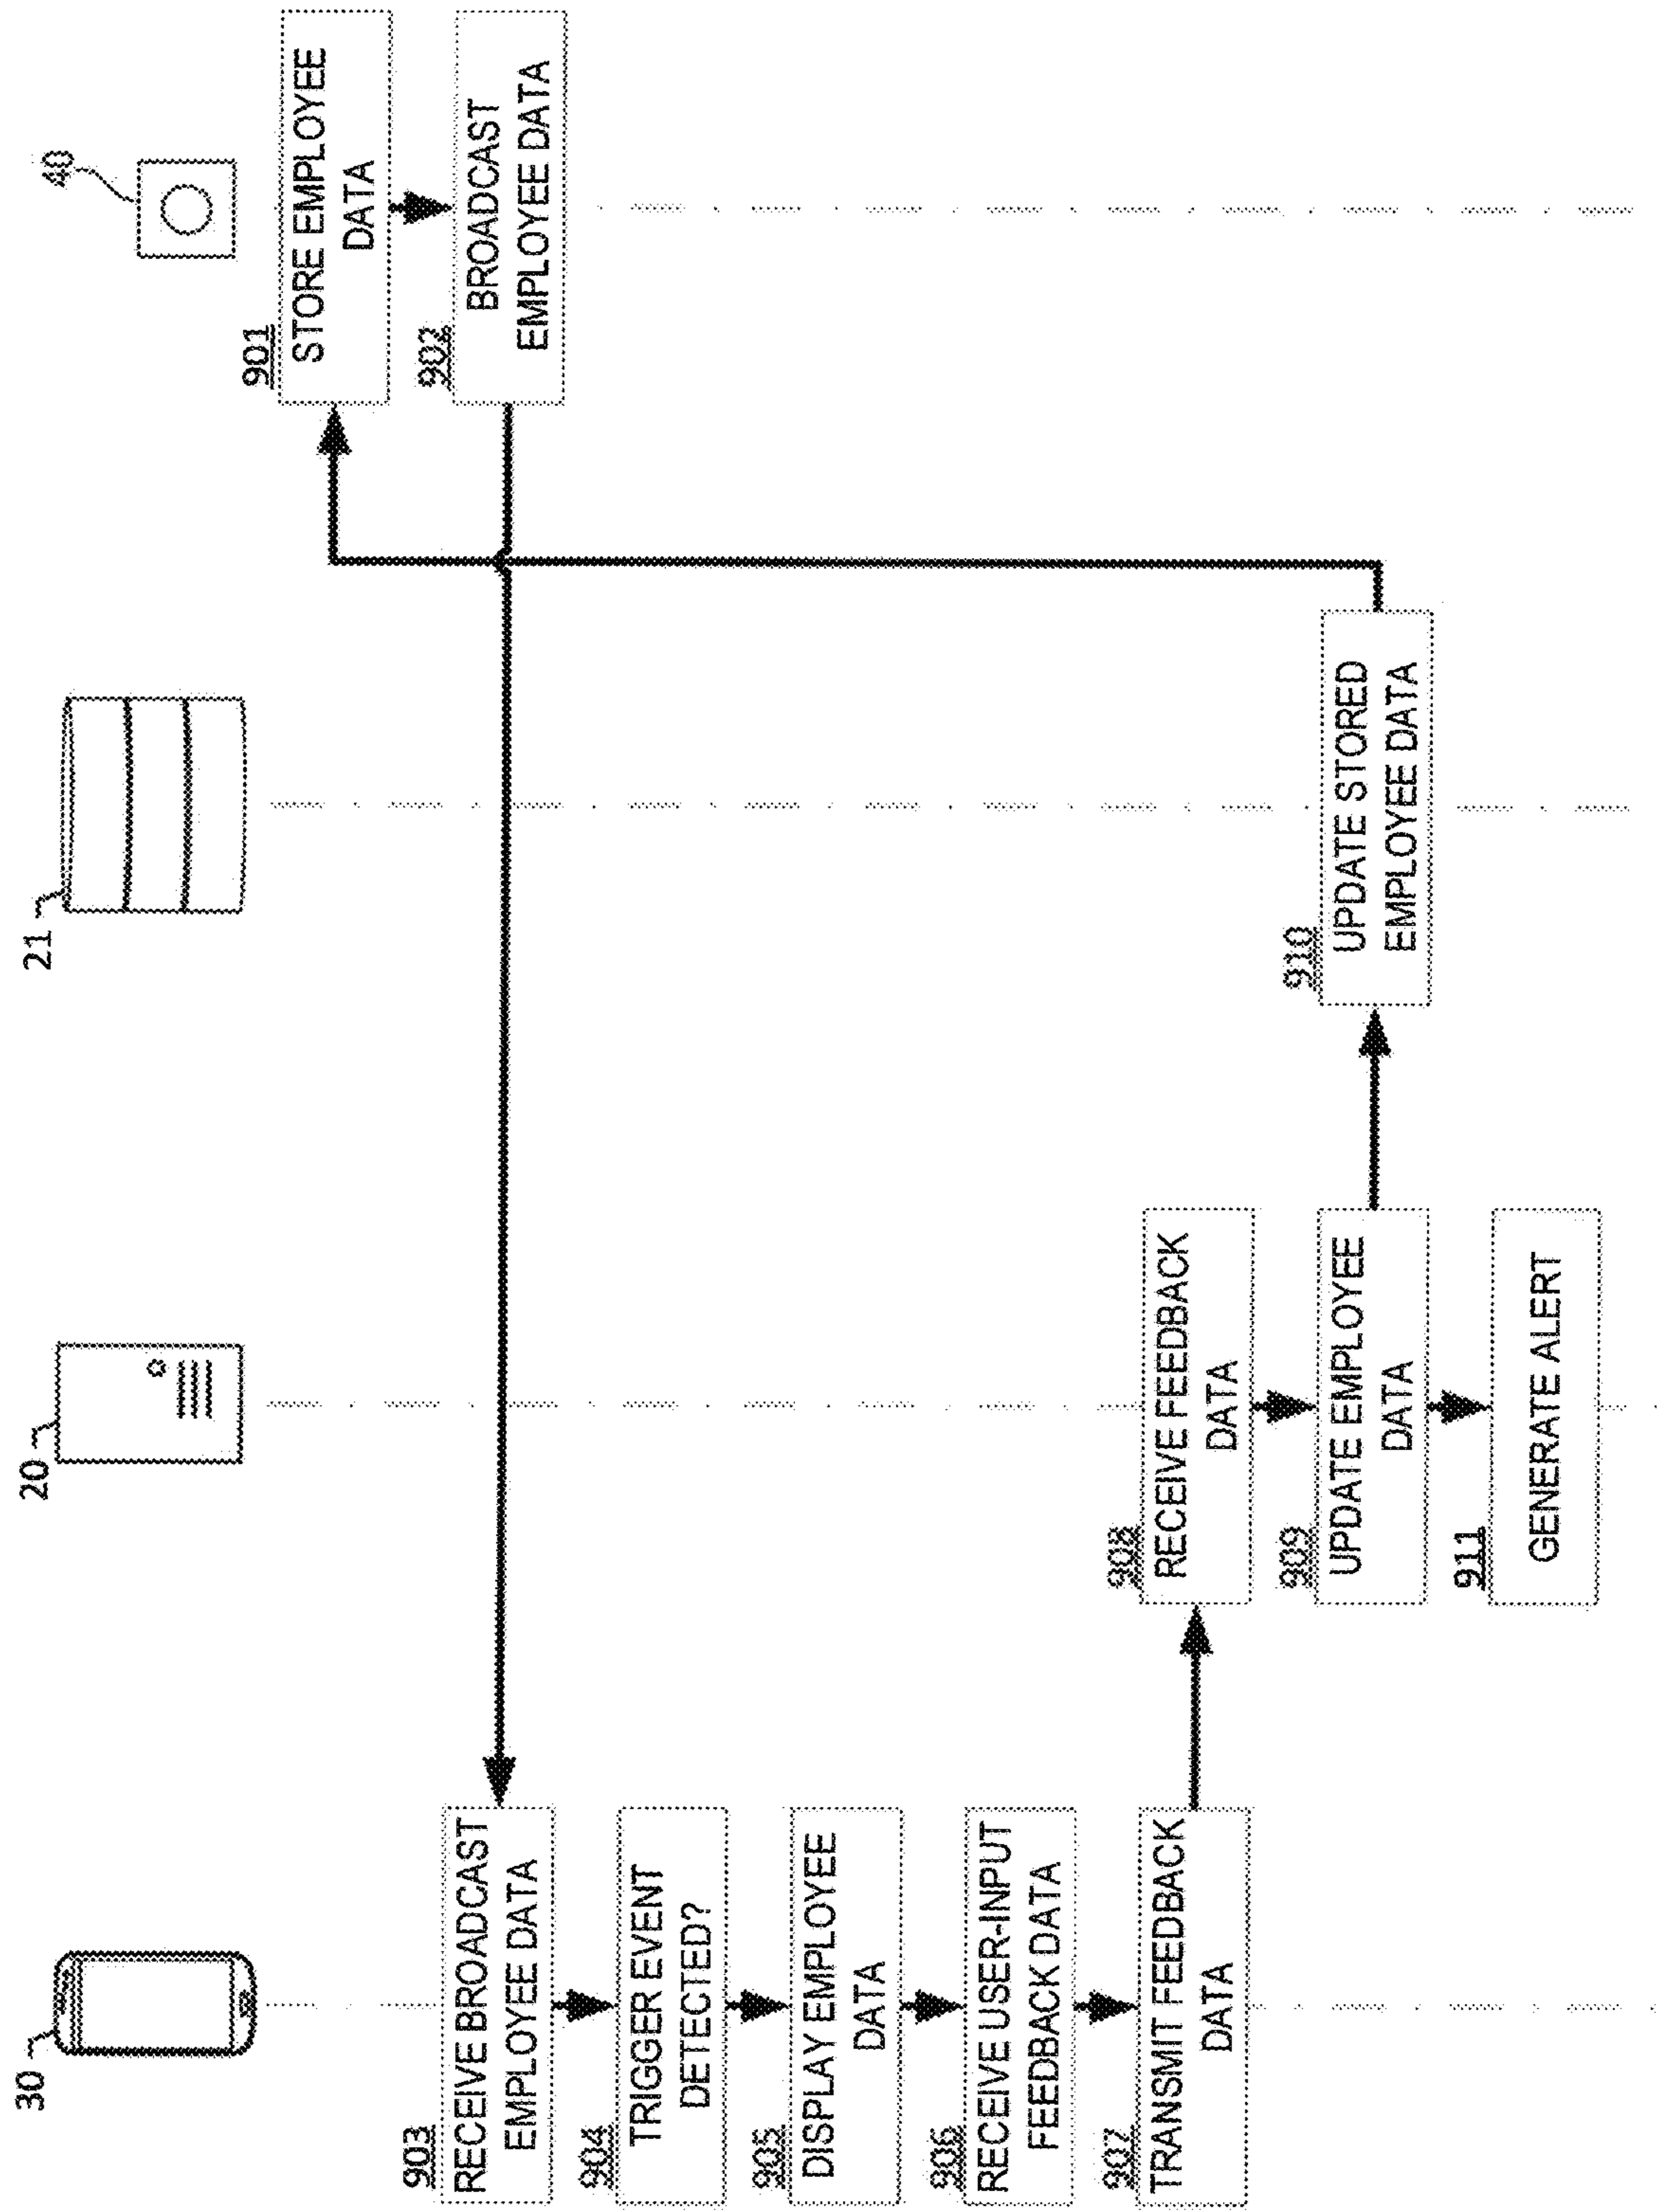 30
20
21
40
901
STORE EMPLOYEE
DATA
902
BROADCAST
EMPLOYEE DATA
903
RECEIVE BROADCAST
EMPLOYEE DATA
904
TRIGGER EVENT
DETECTED?
905
DISPLAY EMPLOYEE
DATA
906
RECEIVE USER-INPUT
FEEDBACK DATA
907
TRANSMIT FEEDBACK
DATA
908
RECEIVE FEEDBACK
DATA
909
UPDATE EMPLOYEE
DATA
910
UPDATE STORED
EMPLOYEE DATA
911
GENERATE ALERT